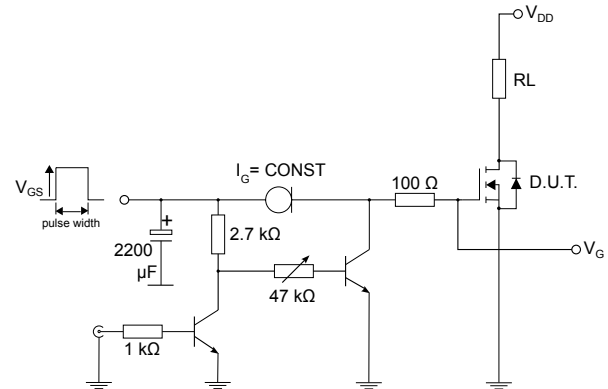 V_DD
RL
I_G= CONST
100 Ω
D.U.T.
V_GS
pulse width
+
2200
μF
2.7 kΩ
47 kΩ
V_G
1 kΩ